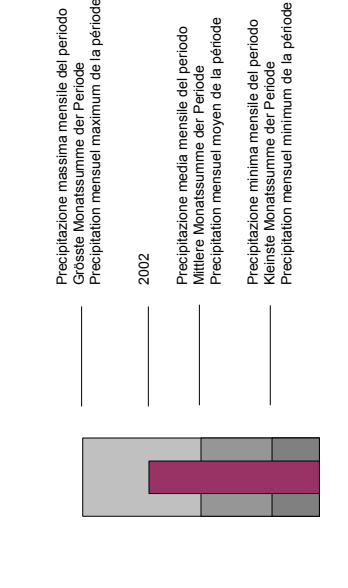 Precipitazione massima mensile del periodo
Grösste Monatssumme der Periode
Precipitation mensuel maximum de la période
2002
Precipitazione media mensile del periodo
Mittlere Monatssumme der Periode
Precipitation mensuel moyen de la période
Precipitazione minima mensile del periodo
Kleinste Monatssumme der Periode
Precipitation mensuel minimum de la période